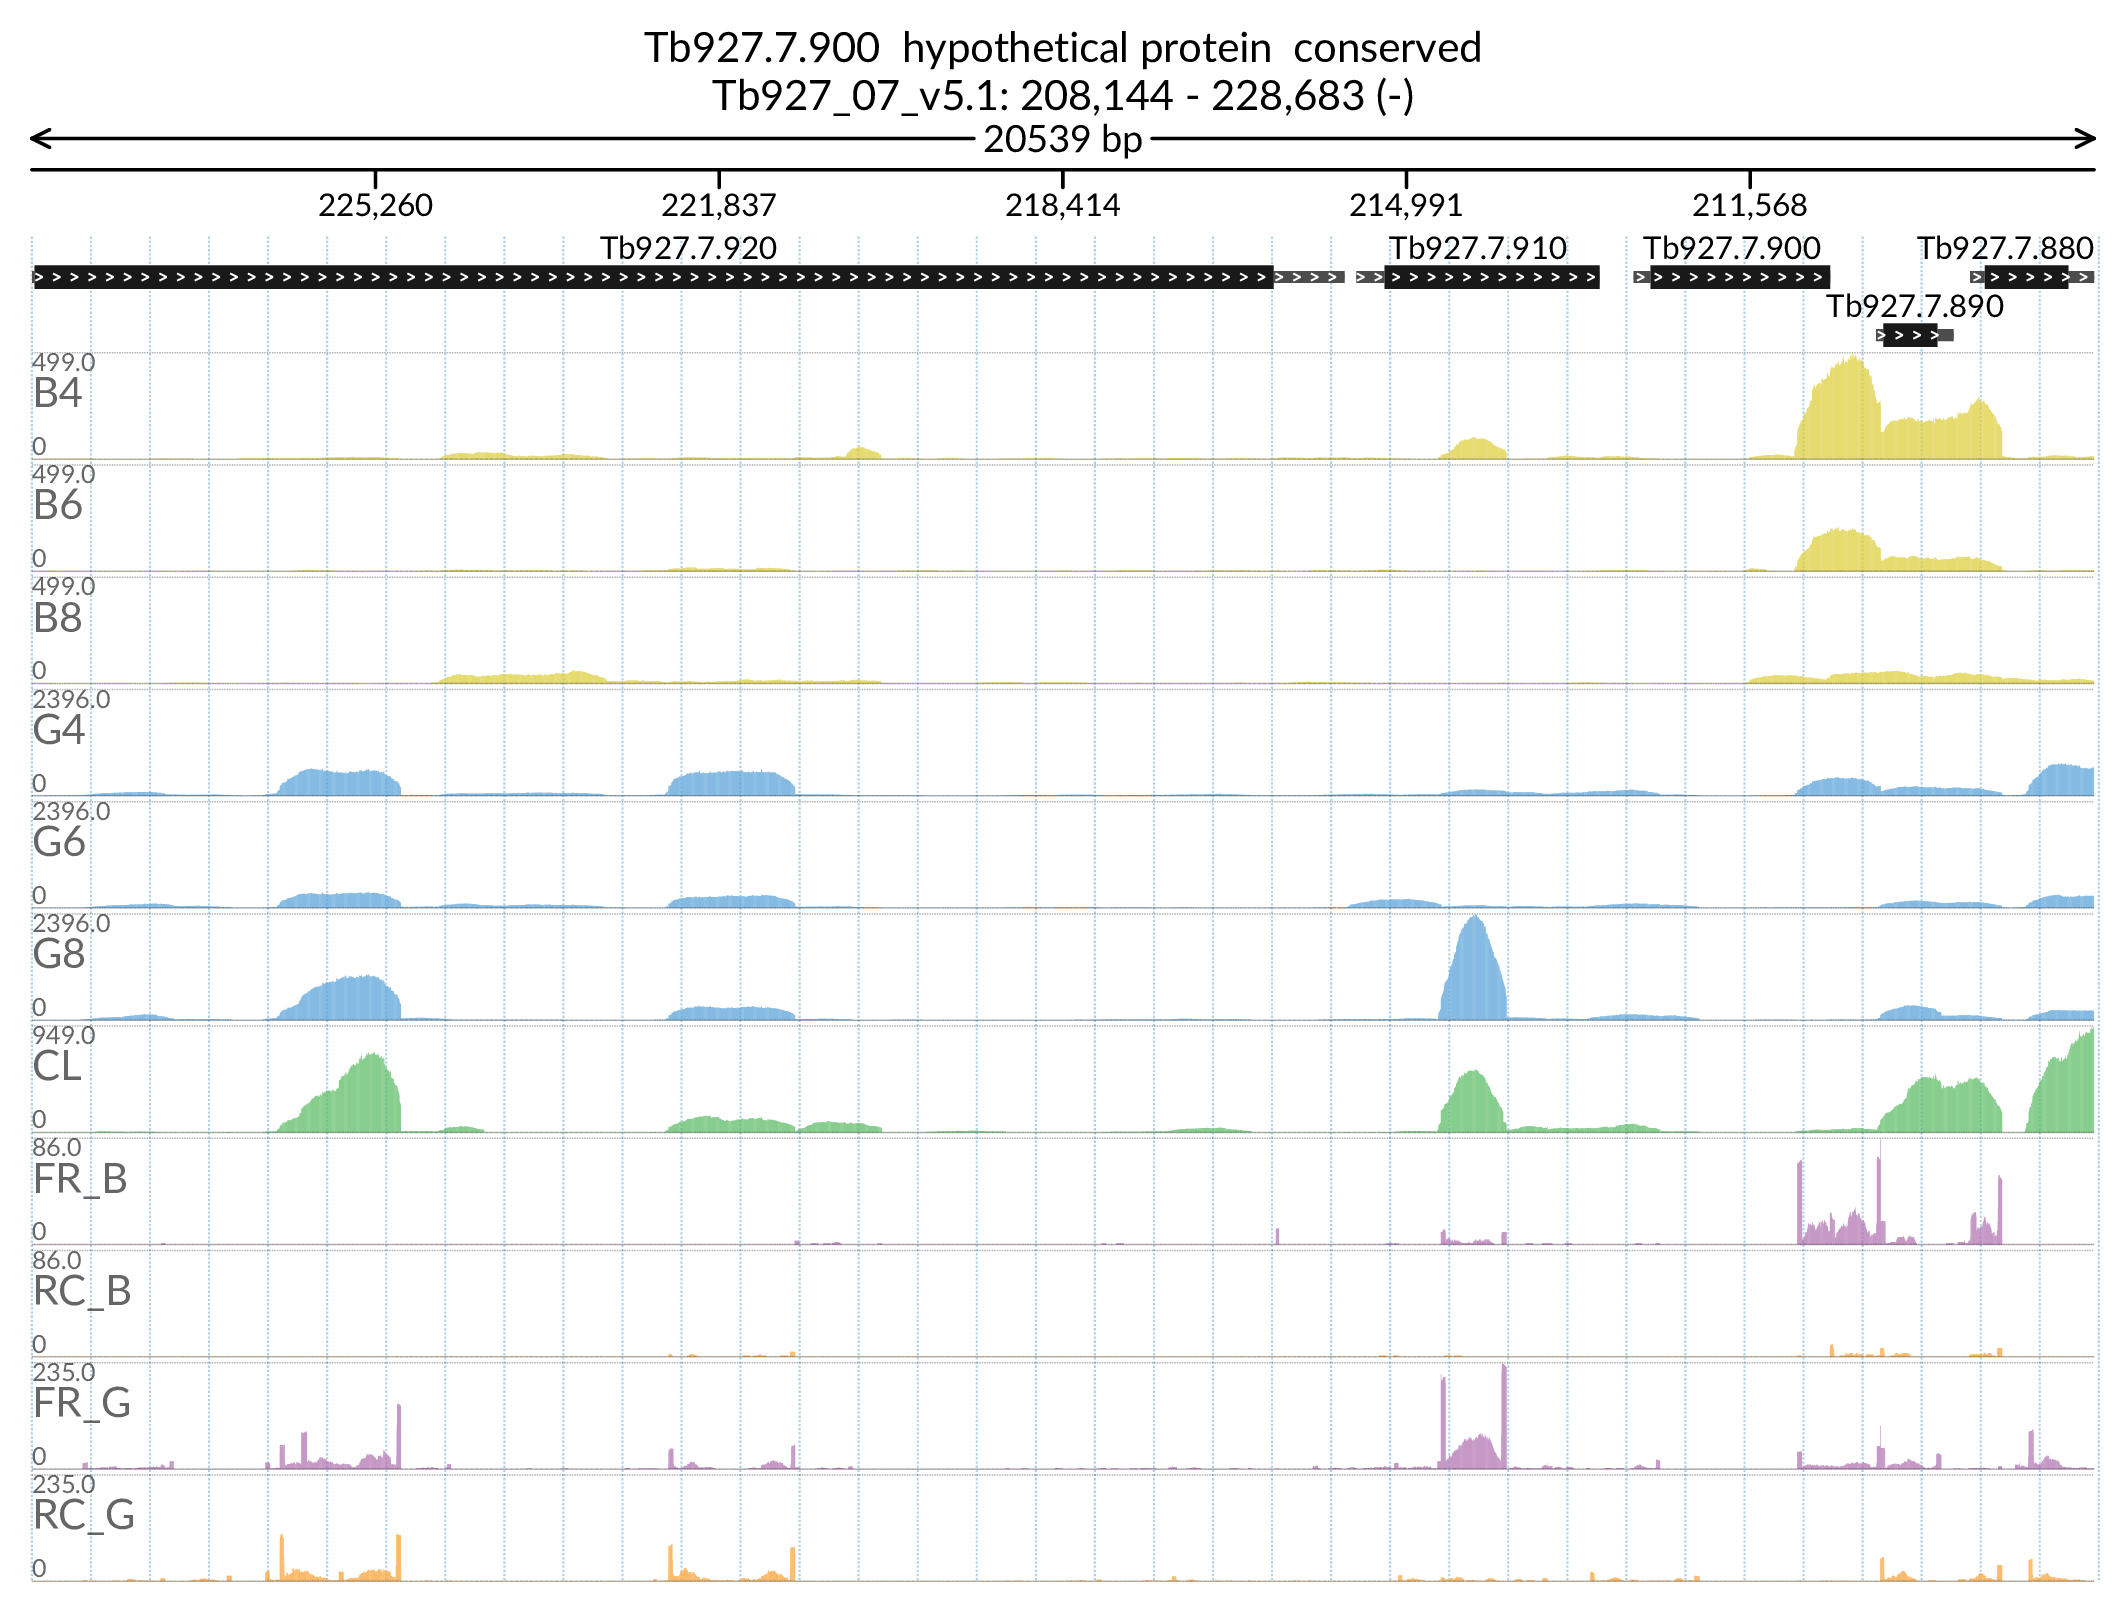 Tb927.7.900  hypothetical protein  conserved
Tb927_07_v5.1: 208,144 - 228,683 (-)
20539 bp
225,260 221,837 218,414 214,991 211,568
Tb927.7.920 Tb927.7.910 Tb927.7.900 Tb927.7.880
Tb927.7.890
499.0
B4
0
499.0
B6
0
499.0
B8
0
2396.0
G4
0
2396.0
G6
0
2396.0
G8
0
949.0
CL
0
86.0
FR_B
0
86.0
RC_B
0
235.0
FR_G
0
235.0
RC_G
0